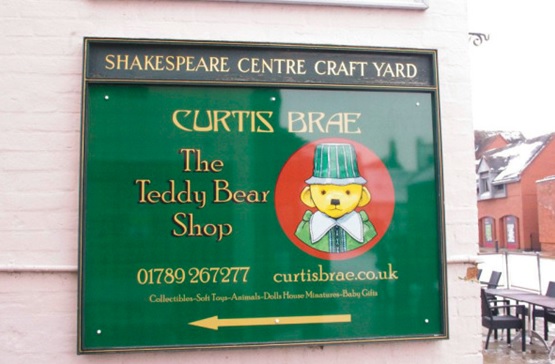 SHAKESPEARE CENTRE CRAFT YARD
CURTIS BRAE
The
Teddy Bear
Shop
01789 267277 curtisbrae.co.uk
Collectibles-Soft Toys-Animals-Dolls House Minatures-Baby Gifts